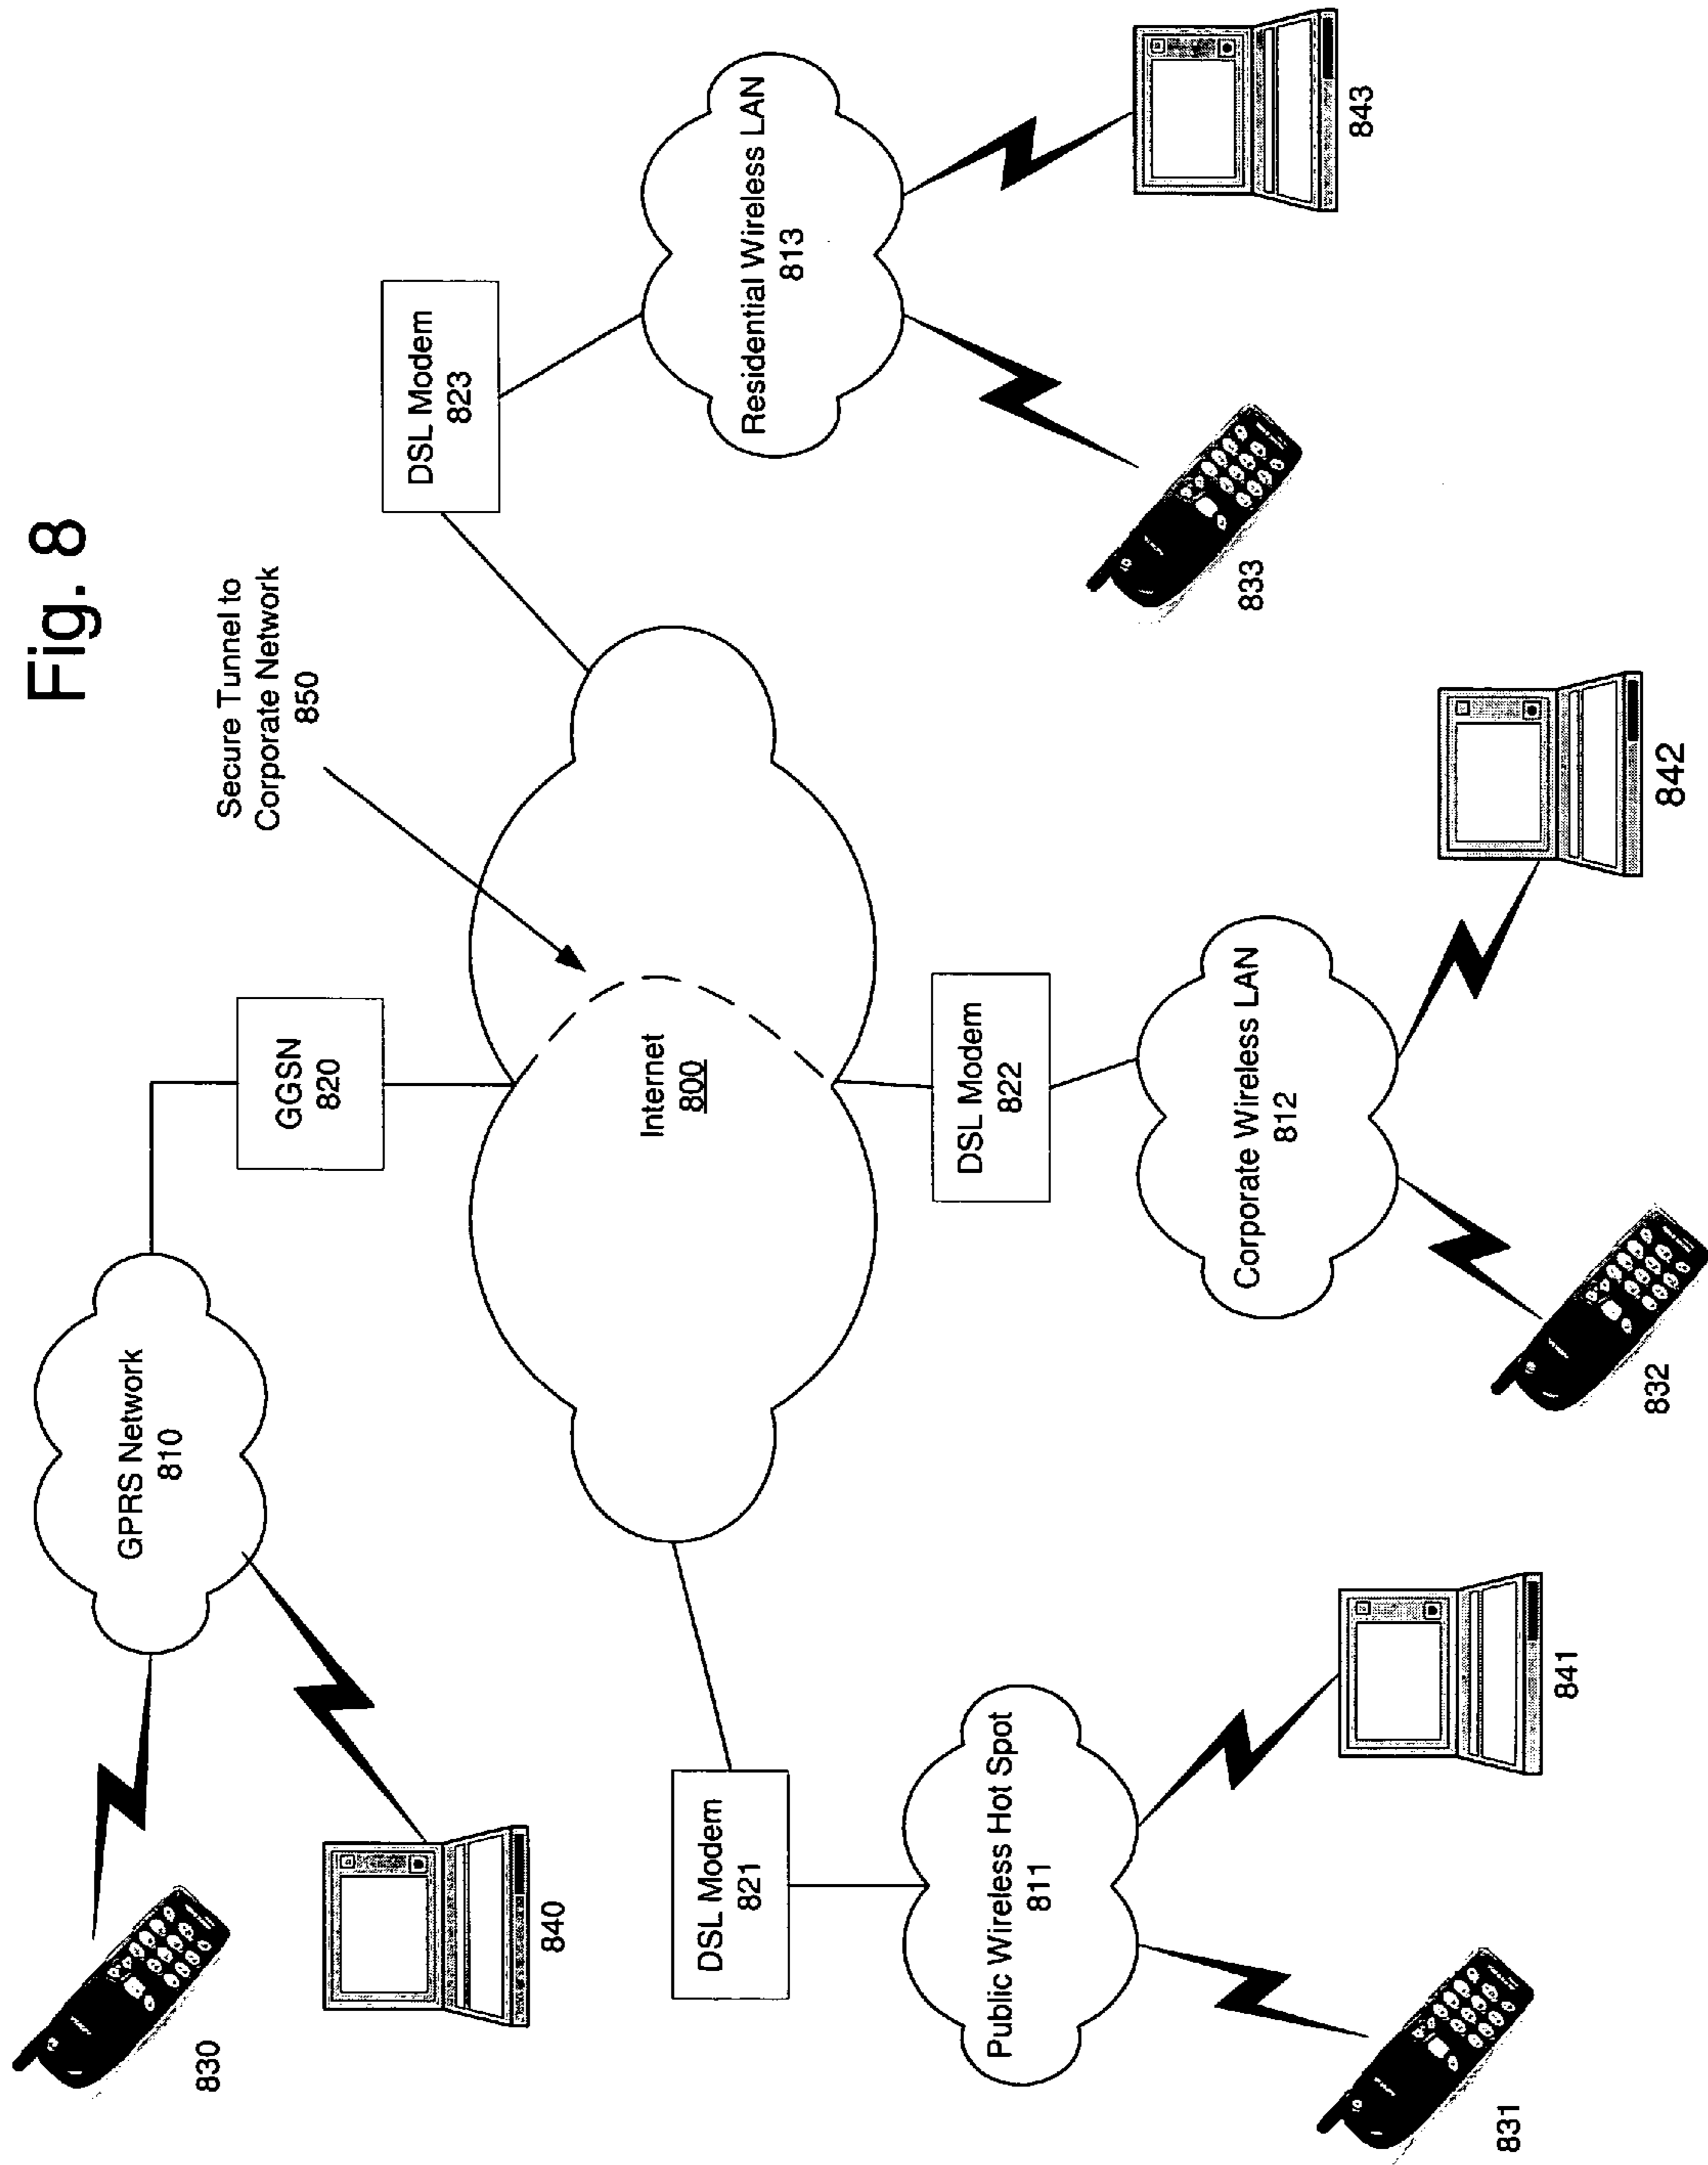 Fig. 8
GPRS Network
810
GGSN
820
Secure Tunnel to
Corporate Network
850
DSL Modem
823
830
840
Internet
800
Residential Wireless LAN
813
DSL Modem
821
DSL Modem
822
833
843
Public Wireless Hot Spot
811
Corporate Wireless LAN
812
831
841
832
842